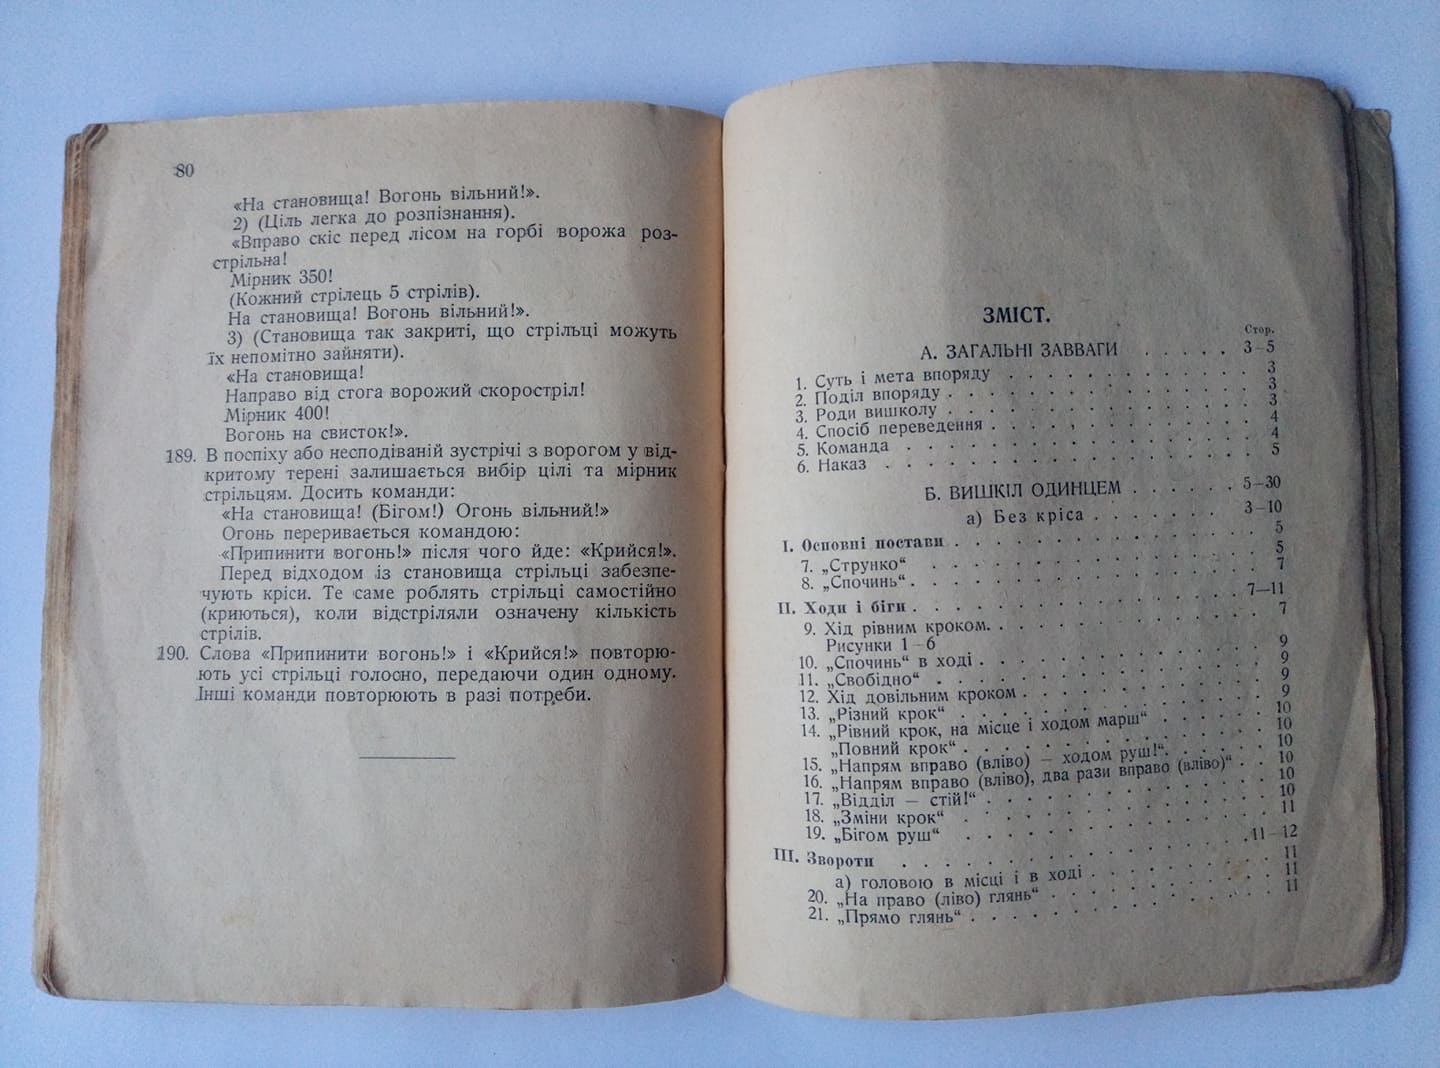 80
«На становища! Вогонь вільний!».
2) (Ціль легка до розпізнання).
«Вправо скіс перед лісом на горбі ворожа роз-
стрільна!
Мірник 350!
(Кожний стрілець 5 стрілів).
На становища! Вогонь вільний!».
3) (Становища так закриті, що стрільці можуть
їх непомітно зайняти).
«На становища!
Направо від стога ворожий скоростріл!
Мірник 400!
Вогонь на свисток!».
189. В поспіху або несподіваній зустрічі з ворогом у від-
критому терені залишається вибір цілі та мірник
стрільцям. Досить команди:
«На становища! (Бігом!) Огонь вільний!»
Огонь переривається командою:
«Припинити вогонь!» після чого йде: «Крийся!».
Перед відходом із становища стрільці забезпе-
чують кріси. Те саме роблять стрільці самостійно
(криються), коли відстріляли означену кількість
стрілів.
190. Слова «Припинити вогонь!» і «Крийся!» повторю-
ють усі стрільці голосно, передаючи один одному.
Інші команди повторюють в разі потреби.
ЗМІСТ.
Стор.
А. ЗАГАЛЬНІ ЗАВВАГИ . . . . . 3–5
1. Суть і мета впоряду . . . . . 3
2. Поділ впоряду . . . . . 3
3. Роди вишколу . . . . . 3
4. Спосіб переведення . . . . . 4
5. Команда . . . . . 4
6. Наказ . . . . . 5
Б. ВИШКІЛ ОДИНЦЕМ . . . . . 5–30
а) Без кріса . . . . . 3–10
І. Основні постави . . . . . 5
7. „Струнко“ . . . . . 5
8. „Спочинь“ . . . . . 7
ІІ. Ходи і біги . . . . . 7—11
9. Хід рівним кроком. . . . . . 7
Рисунки 1–6
10. „Спочинь“ в ході . . . . . 9
11. „Свобідно“ . . . . . 9
12. Хід довільним кроком . . . . . 9
13. „Різний крок“ . . . . . 9
14. „Рівний крок, на місце і ходом марш“ . . . . . 10
„Повний крок“ . . . . . 10
15. „Напрям вправо (вліво) — ходом руш!“. . . . . . 10
16. „Напрям вправо (вліво), два рази вправо (вліво)“ . . 10
17. „Відділ — стій!“ . . . . . 10
18. „Зміни крок“ . . . . . 10
19. „Бігом руш“ . . . . . 11
ІІІ. Звороти . . . . . 11–12
а) головою в місці і в ході . . . . . 11
20. „На право (ліво) глянь“ . . . . . 11
21. „Прямо глянь“ . . . . . 11